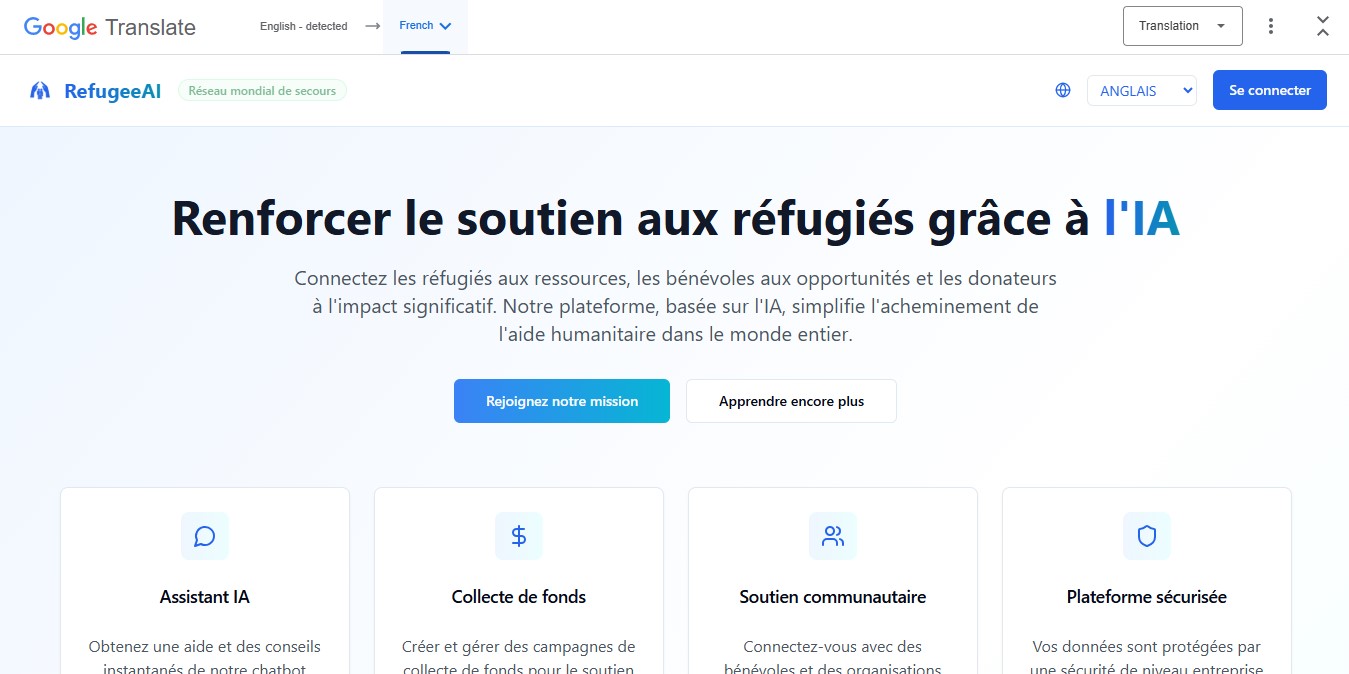 Google Translate
English - detected
French
Translation
RefugeeAI
Réseau mondial de secours
ANGLAIS
Se connecter
Renforcer le soutien aux réfugiés grâce à l'IA
Connectez les réfugiés aux ressources, les bénévoles aux opportunités et les donateurs
à l'impact significatif. Notre plateforme, basée sur l'IA, simplifie l'acheminement de
l'aide humanitaire dans le monde entier.
Rejoignez notre mission
Apprendre encore plus
Assistant IA
Obtenez une aide et des conseils
instantanés de notre chatbot
Collecte de fonds
Créer et gérer des campagnes de
collecte de fonds pour le soutien
Soutien communautaire
Connectez-vous avec des
bénévoles et des organisations
Plateforme sécurisée
Vos données sont protégées par
une sécurité de niveau entreprise